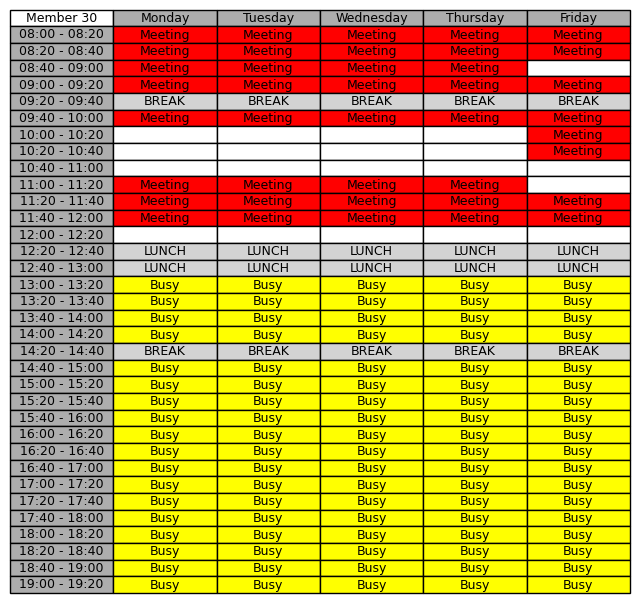 Member 30 Monday Tuesday Wednesday Thursday Friday
08:00 - 08:20 Meeting Meeting Meeting Meeting Meeting
08:20 - 08:40 Meeting Meeting Meeting Meeting Meeting
08:40 - 09:00 Meeting Meeting Meeting Meeting
09:00 - 09:20 Meeting Meeting Meeting Meeting Meeting
09:20 - 09:40 BREAK BREAK BREAK BREAK BREAK
09:40 - 10:00 Meeting Meeting Meeting Meeting Meeting
10:00 - 10:20 Meeting
10:20 - 10:40 Meeting
10:40 - 11:00
11:00 - 11:20 Meeting Meeting Meeting Meeting
11:20 - 11:40 Meeting Meeting Meeting Meeting Meeting
11:40 - 12:00 Meeting Meeting Meeting Meeting Meeting
12:00 - 12:20
12:20 - 12:40 LUNCH LUNCH LUNCH LUNCH LUNCH
12:40 - 13:00 LUNCH LUNCH LUNCH LUNCH LUNCH
13:00 - 13:20 Busy Busy Busy Busy Busy
13:20 - 13:40 Busy Busy Busy Busy Busy
13:40 - 14:00 Busy Busy Busy Busy Busy
14:00 - 14:20 Busy Busy Busy Busy Busy
14:20 - 14:40 BREAK BREAK BREAK BREAK BREAK
14:40 - 15:00 Busy Busy Busy Busy Busy
15:00 - 15:20 Busy Busy Busy Busy Busy
15:20 - 15:40 Busy Busy Busy Busy Busy
15:40 - 16:00 Busy Busy Busy Busy Busy
16:00 - 16:20 Busy Busy Busy Busy Busy
16:20 - 16:40 Busy Busy Busy Busy Busy
16:40 - 17:00 Busy Busy Busy Busy Busy
17:00 - 17:20 Busy Busy Busy Busy Busy
17:20 - 17:40 Busy Busy Busy Busy Busy
17:40 - 18:00 Busy Busy Busy Busy Busy
18:00 - 18:20 Busy Busy Busy Busy Busy
18:20 - 18:40 Busy Busy Busy Busy Busy
18:40 - 19:00 Busy Busy Busy Busy Busy
19:00 - 19:20 Busy Busy Busy Busy Busy